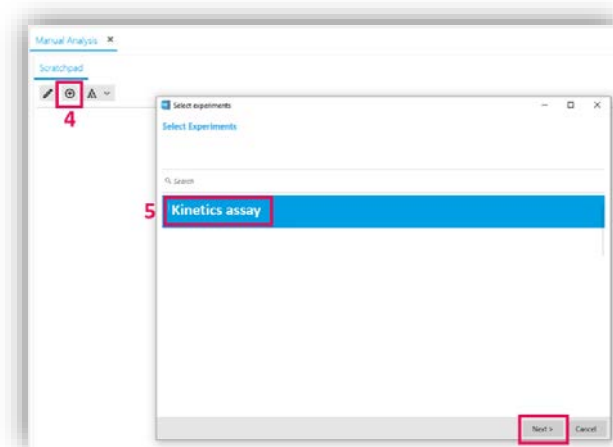 Manual Analysis ×
Scratchpad
4
Select experiments
Select Experiments
Search
5 Kinetics assay
Next > Cancel